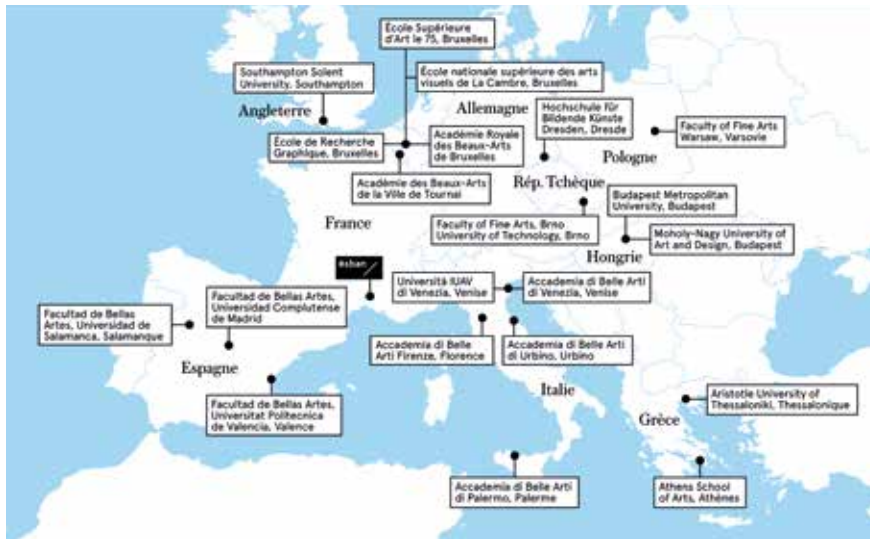 École Supérieure
d'Art le 75, Bruxelles
École nationale supérieure des arts
visuels de La Cambre, Bruxelles
Southampton Solent
University, Southampton
Angleterre
Allemagne
Hochschule für
Bildende Künste
Dresden, Dresde
Faculty of Fine Arts
Warsaw, Varsovie
École de Recherche
Graphique, Bruxelles
Académie Royale
des Beaux-Arts
de Bruxelles
Pologne
Académie des Beaux-Arts
de la Ville de Tournai
Rép. Tchèque
Budapest Metropolitan
University, Budapest
France
Faculty of Fine Arts, Brno
University of Technology, Brno
Moholy-Nagy University of
Art and Design, Budapest
Hongrie
ésban
Università IUAV
di Venezia, Venise
Accademia di Belle Arti
di Venezia, Venise
Facultad de Bellas Artes,
Universidad Complutense
de Madrid
Facultad de Bellas
Artes, Universidad de
Salamanca, Salamanque
Accademia di Belle
Arti Firenze, Florence
Accademia di Belle Arti
di Urbino, Urbino
Espagne
Italie
Facultad de Bellas Artes,
Universitat Politecnica
de Valencia, Valence
Aristotle University of
Thessaloniki, Thessalonique
Grèce
Accademia di Belle Arti
di Palermo, Palerme
Athens School
of Arts, Athènes